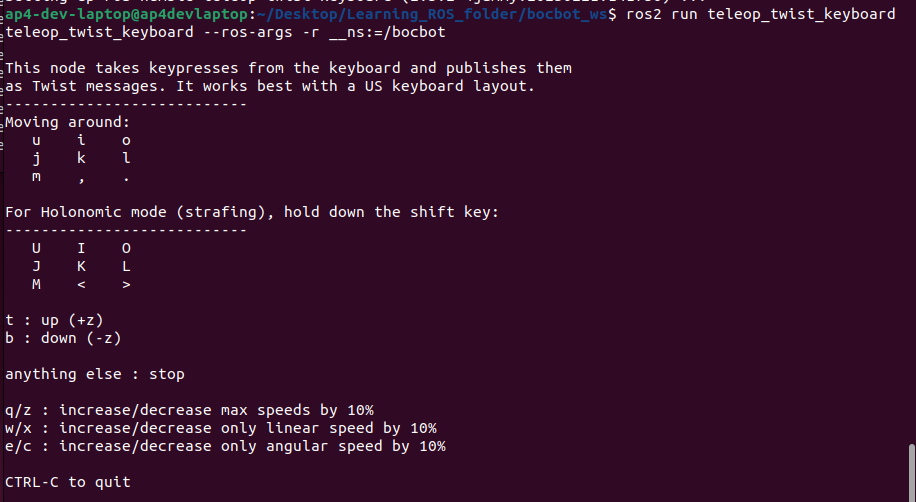 ap4-dev-laptop@ap4devlaptop:~/Desktop/Learning_ROS_folder/bocbot_ws$ ros2 run teleop_twist_keyboard
teleop_twist_keyboard --ros-args -r __ns:=/bocbot
This node takes keypresses from the keyboard and publishes them
as Twist messages. It works best with a US keyboard layout.
---------------------------
Moving around:
u i o
j k l
m , .
For Holonomic mode (strafing), hold down the shift key:
---------------------------
U I O
J K L
M < >
t : up (+z)
b : down (-z)
anything else : stop
q/z : increase/decrease max speeds by 10%
w/x : increase/decrease only linear speed by 10%
e/c : increase/decrease only angular speed by 10%
CTRL-C to quit